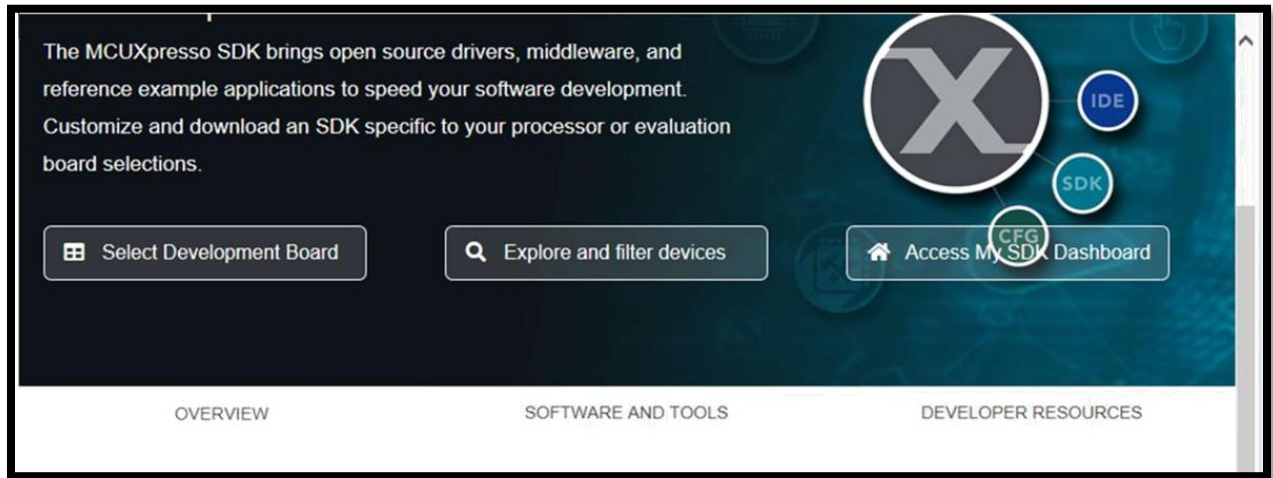 The MCUXpresso SDK brings open source drivers, middleware, and
reference example applications to speed your software development.
Customize and download an SDK specific to your processor or evaluation
board selections.
IDE
SDK
CFG
Select Development Board
Explore and filter devices
Access My SDK Dashboard
OVERVIEW
SOFTWARE AND TOOLS
DEVELOPER RESOURCES